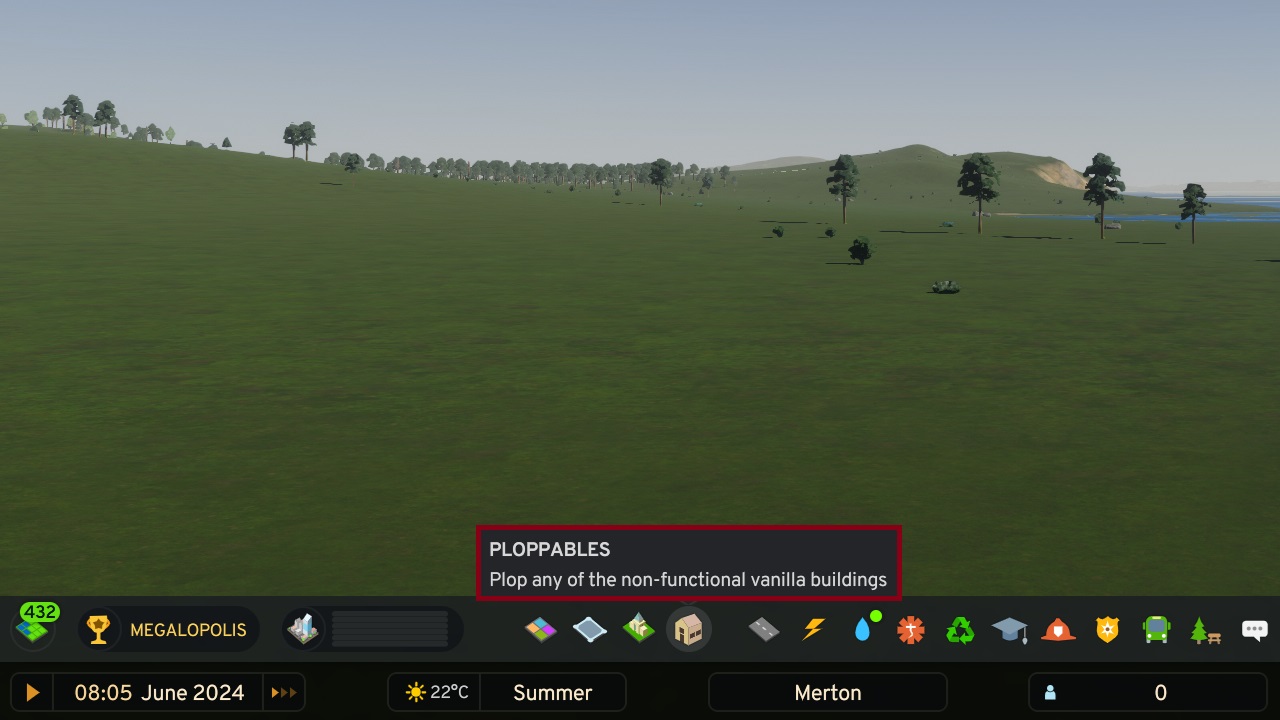 PLOPPABLES
Plop any of the non-functional vanilla buildings
432
MEGALOPOLIS
08:05 June 2024
22°C
Summer
Merton
0